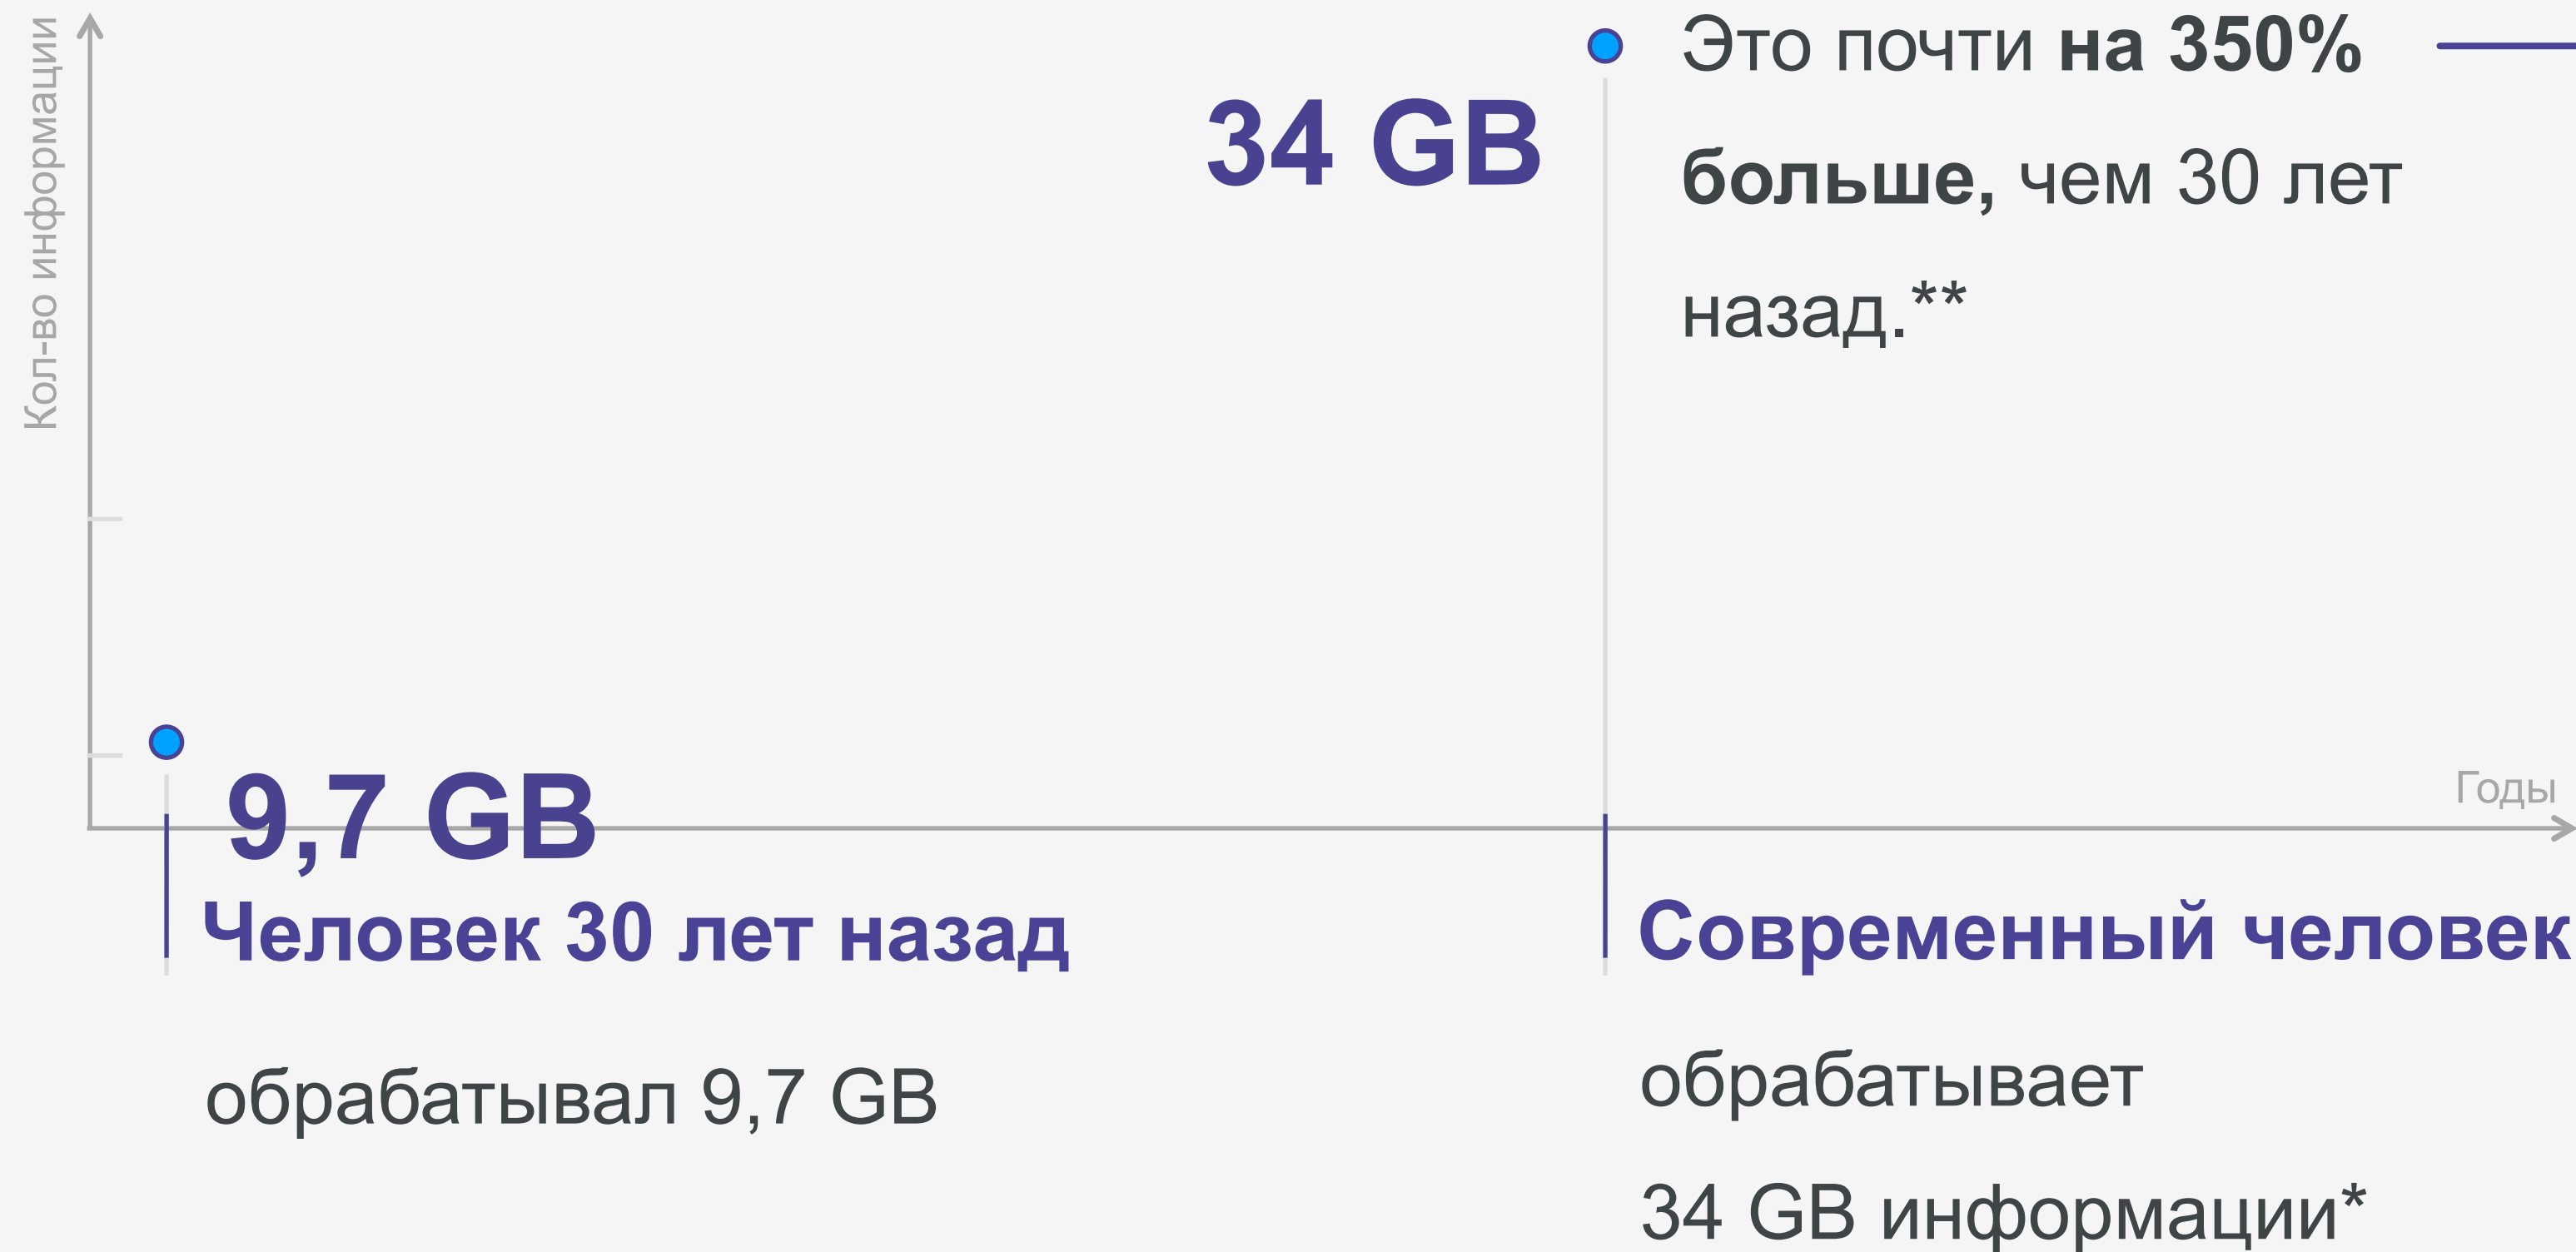 Кол-во информации
34 GB
Это почти на 350%
больше, чем 30 лет
назад.**
9,7 GB
Годы
Человек 30 лет назад
обрабатывал 9,7 GB
Современный человек
обрабатывает
34 GB информации*